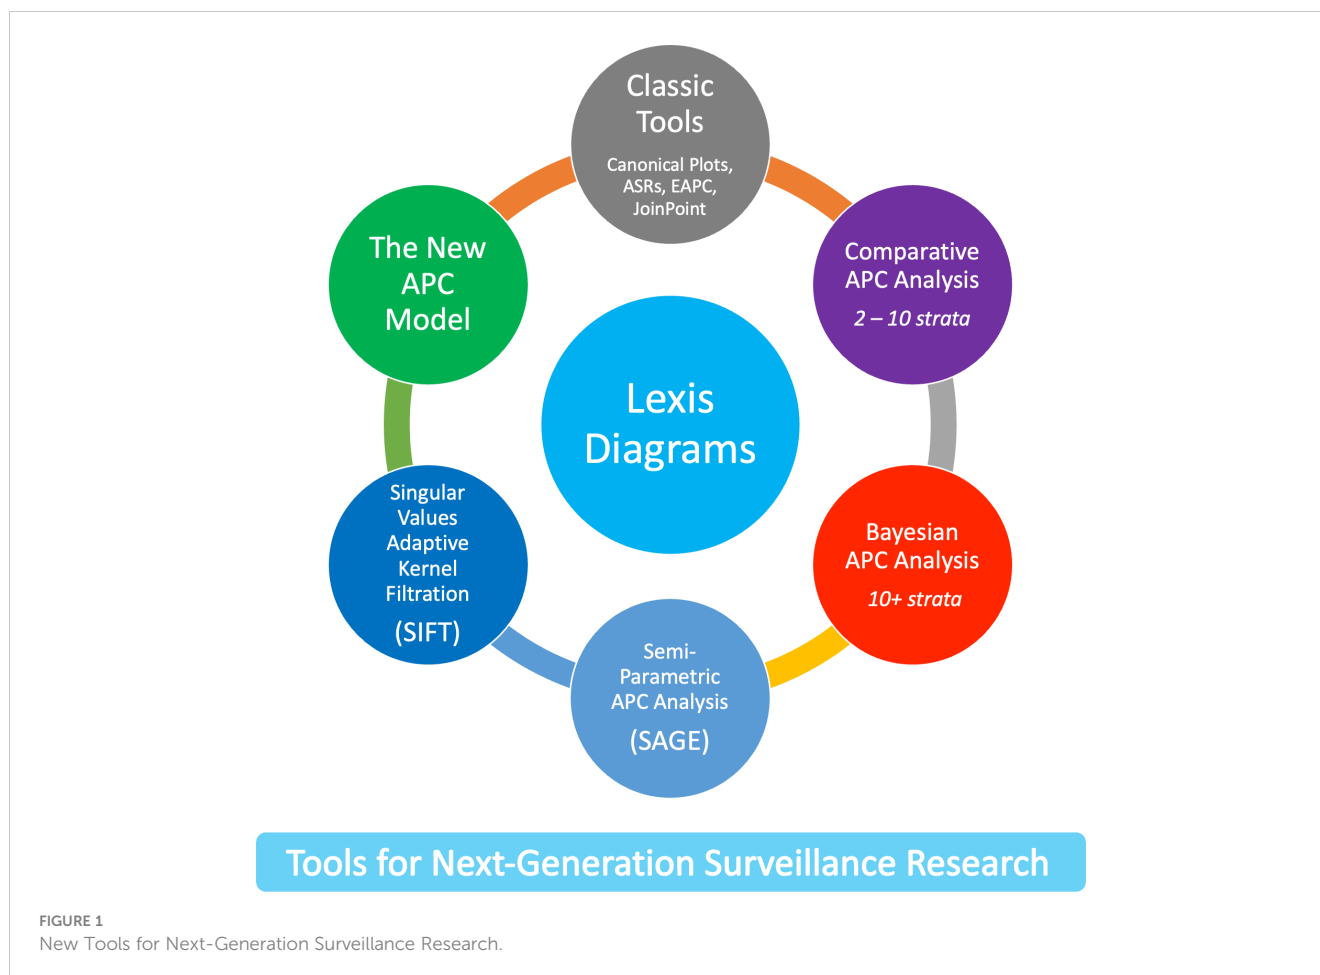 Classic
Tools
Canonical Plots,
ASRs, EAPC,
JoinPoint
Comparative
APC Analysis
2 – 10 strata
Bayesian
APC Analysis
10+ strata
Semi-
Parametric
APC Analysis
(SAGE)
Singular
Values
Adaptive
Kernel
Filtration
(SIFT)
The New
APC
Model
Lexis
Diagrams
Tools for Next-Generation Surveillance Research
FIGURE 1
New Tools for Next-Generation Surveillance Research.